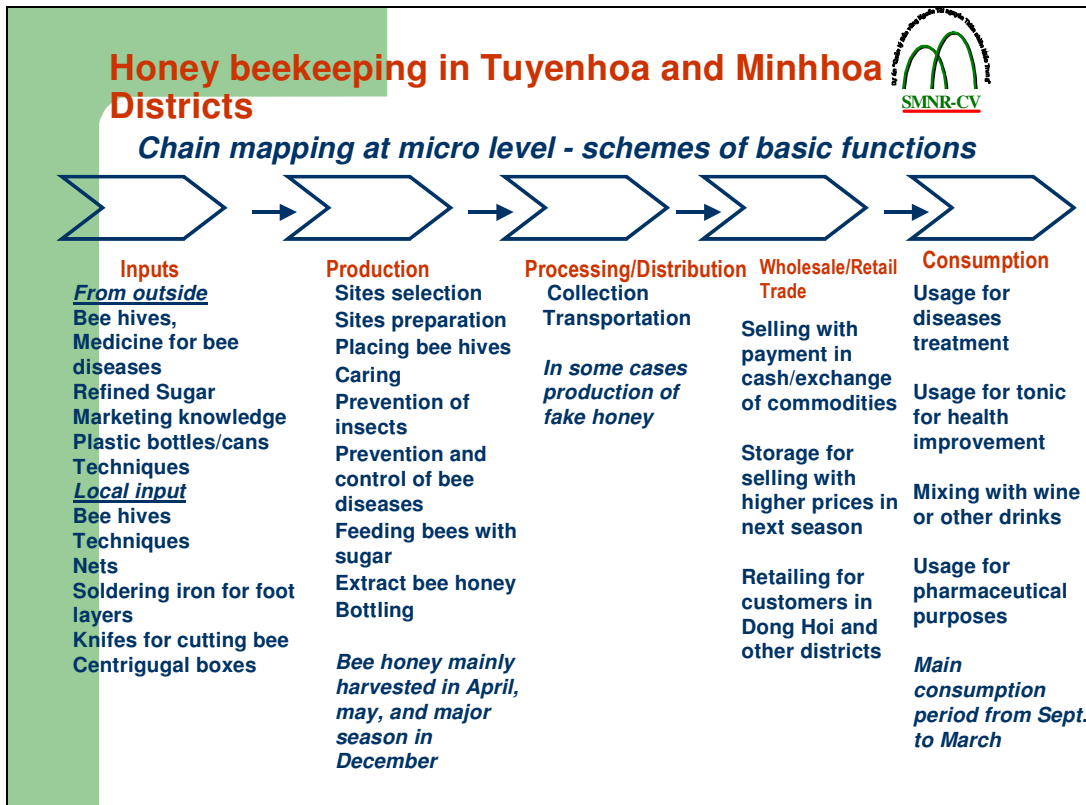 Honey beekeeping in Tuyenhoa and Minhhoa
Districts
SMNR-CV
Chain mapping at micro level - schemes of basic functions
Inputs
From outside
Bee hives,
Medicine for bee
diseases
Refined Sugar
Marketing knowledge
Plastic bottles/cans
Techniques
Local input
Bee hives
Techniques
Nets
Soldering iron for foot
layers
Knifes for cutting bee
Centrigugal boxes
Production
Sites selection
Sites preparation
Placing bee hives
Caring
Prevention of
insects
Prevention and
control of bee
diseases
Feeding bees with
sugar
Extract bee honey
Bottling
Bee honey mainly
harvested in April,
may, and major
season in
December
Processing/Distribution
Collection
Transportation
In some cases
production of
fake honey
Wholesale/Retail
Trade
Selling with
payment in
cash/exchange
of commodities
Storage for
selling with
higher prices in
next season
Retailing for
customers in
Dong Hoi and
other districts
Consumption
Usage for
diseases
treatment
Usage for tonic
for health
improvement
Mixing with wine
or other drinks
Usage for
pharmaceutical
purposes
Main
consumption
period from Sept.
to March